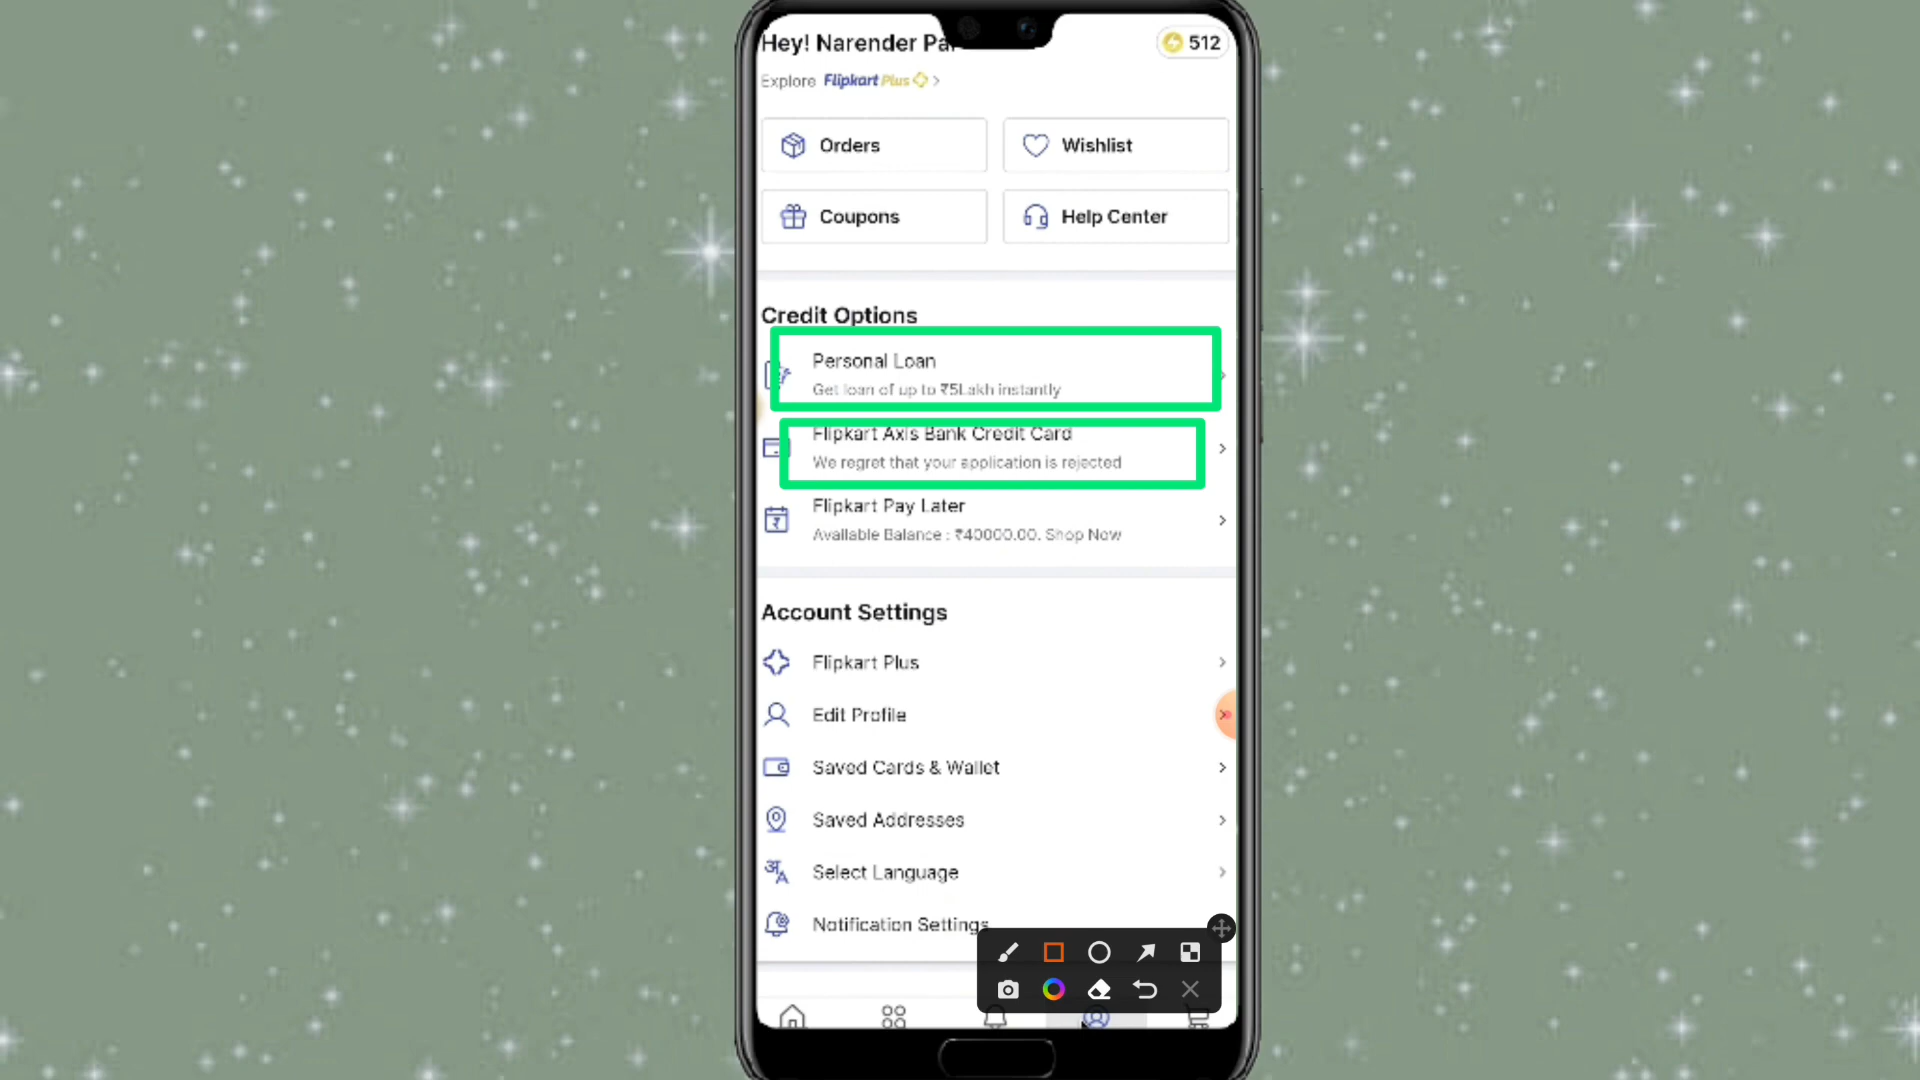 Hey! Narender
512
Explore Flipkart Plus
Orders
Wishlist
Coupons
Help Center
Credit Options
Personal Loan
Get loan of up to ₹5Lakh instantly
Flipkart Axis Bank Credit Card
We regret that your application is rejected
Flipkart Pay Later
Available Balance : ₹40000.00. Shop Now
Account Settings
Flipkart Plus
Edit Profile
Saved Cards & Wallet
Saved Addresses
Select Language
Notification Settings